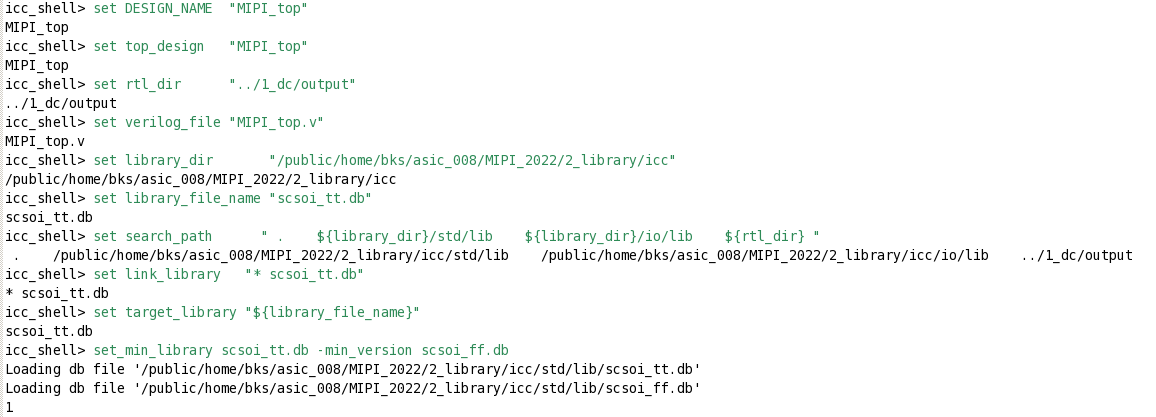 icc_shell> set DESIGN_NAME  "MIPI_top"
MIPI_top
icc_shell> set top_design   "MIPI_top"
MIPI_top
icc_shell> set rtl_dir      "../1_dc/output"
../1_dc/output
icc_shell> set verilog_file "MIPI_top.v"
MIPI_top.v
icc_shell> set library_dir       "/public/home/bks/asic_008/MIPI_2022/2_library/icc"
/public/home/bks/asic_008/MIPI_2022/2_library/icc
icc_shell> set library_file_name "scsoi_tt.db"
scsoi_tt.db
icc_shell> set search_path      " .    ${library_dir}/std/lib    ${library_dir}/io/lib    ${rtl_dir} "
 .    /public/home/bks/asic_008/MIPI_2022/2_library/icc/std/lib    /public/home/bks/asic_008/MIPI_2022/2_library/icc/io/lib    ../1_dc/output
icc_shell> set link_library   "* scsoi_tt.db"
* scsoi_tt.db
icc_shell> set target_library "${library_file_name}"
scsoi_tt.db
icc_shell> set_min_library scsoi_tt.db -min_version scsoi_ff.db
Loading db file '/public/home/bks/asic_008/MIPI_2022/2_library/icc/std/lib/scsoi_tt.db'
Loading db file '/public/home/bks/asic_008/MIPI_2022/2_library/icc/std/lib/scsoi_ff.db'
1